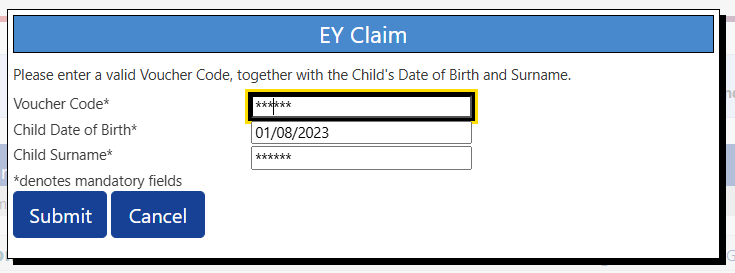 EY Claim
Please enter a valid Voucher Code, together with the Child's Date of Birth and Surname.
Voucher Code* ******
Child Date of Birth* 01/08/2023
Child Surname* ******
*denotes mandatory fields
Submit Cancel